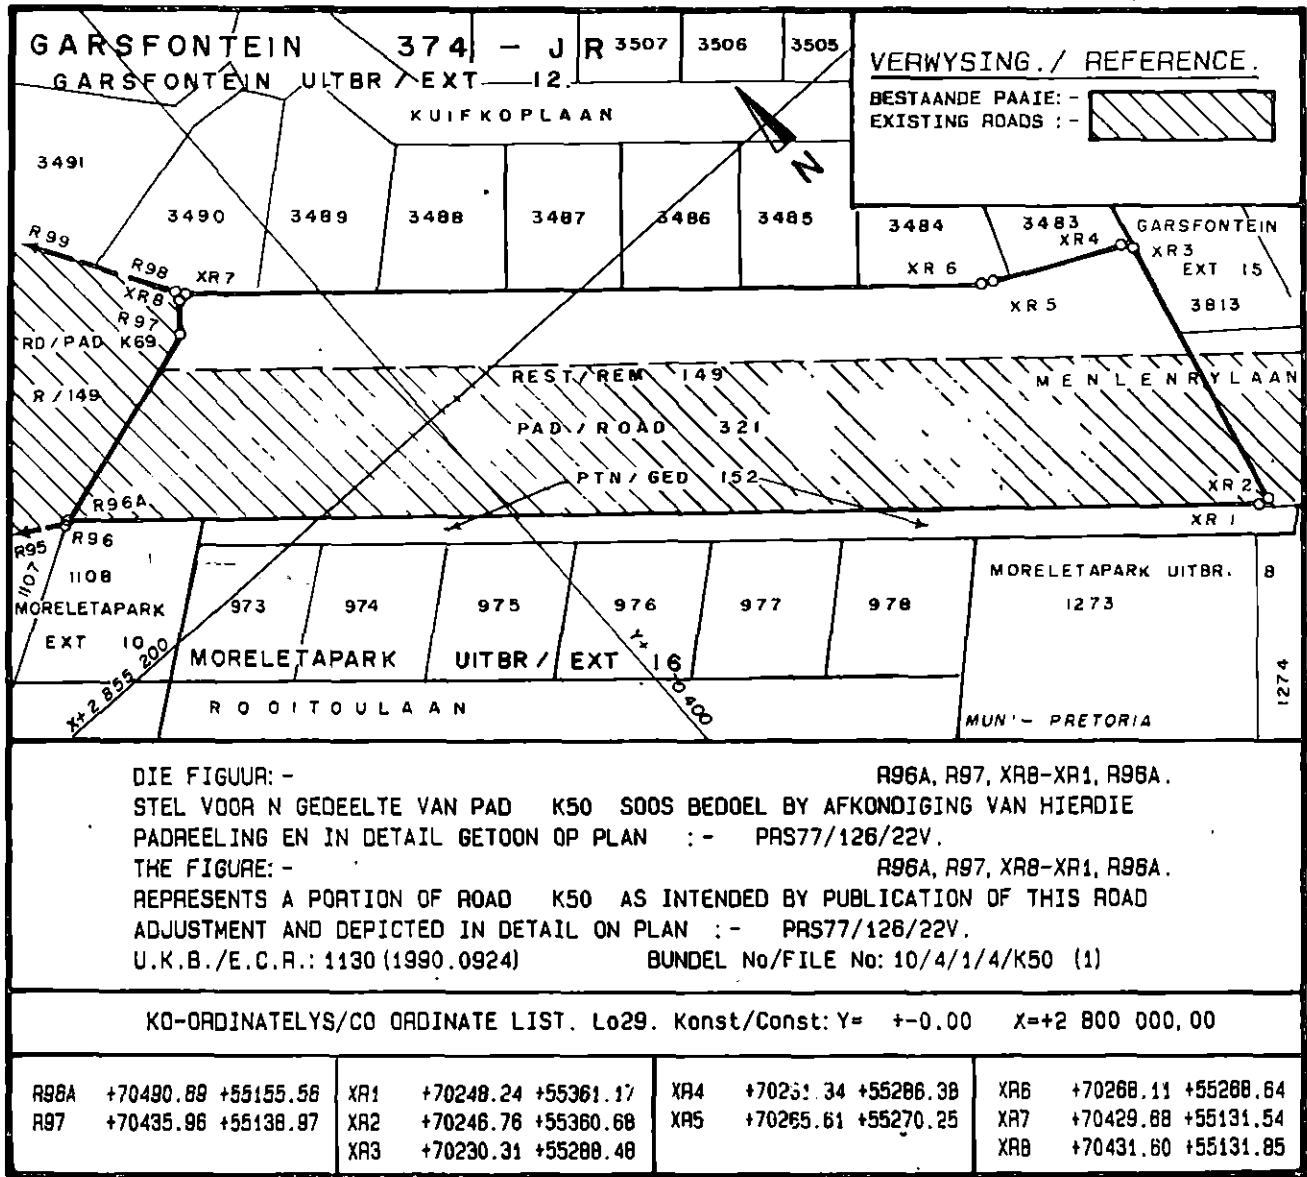 GARSFONTEIN 374 - JR
GARSFONTEIN UITBR/EXT 12.
3507 3506 3505
KUIFKOPLAAN
VERWYSING./ REFERENCE.
BESTAANDE PAAIE: -
EXISTING ROADS : -
N
3491
3490 3489 3488 3487 3486 3485 3484 3483
GARSFONTEIN
EXT 15
3813
R99
R98 XR7
XR8
R97
XR6
XR5
XR4
XR3
RD/PAD K69
R/149
REST/REM 149
MENLENRYLAAN
PAD/ROAD 321
PTN/GED 152
R96A
XR2
XR1
R95
R96
1107
1108
MORELETAPARK
EXT 10
973 974 975 976 977 978
MORELETAPARK UITBR. 8
1273
1274
MORELETAPARK UITBR/EXT 16
X+2 855 200
Y+70400
ROOITOULAAN
MUN'- PRETORIA
DIE FIGUUR: - R96A, R97, XR8-XR1, R96A.
STEL VOOR N GEDEELTE VAN PAD K50 SOOS BEDOEL BY AFKONDIGING VAN HIERDIE
PADREELING EN IN DETAIL GETOON OP PLAN :- PRS77/126/22V.
THE FIGURE: - R96A, R97, XR8-XR1, R96A.
REPRESENTS A PORTION OF ROAD K50 AS INTENDED BY PUBLICATION OF THIS ROAD
ADJUSTMENT AND DEPICTED IN DETAIL ON PLAN :- PRS77/126/22V.
U.K.B./E.C.R.: 1130 (1990.0924) BUNDEL No/FILE No: 10/4/1/4/K50 (1)
KO-ORDINATELYS/CO ORDINATE LIST. Lo29. Konst/Const: Y= +-0.00 X=+2 800 000,00
R96A +70490.89 +55155.56
R97 +70435.96 +55138.97
XR1 +70248.24 +55361.17
XR2 +70246.76 +55360.68
XR3 +70230.31 +55288.48
XR4 +70231.34 +55286.38
XR5 +70265.61 +55270.25
XR6 +70268.11 +55268.64
XR7 +70429.68 +55131.54
XR8 +70431.60 +55131.85